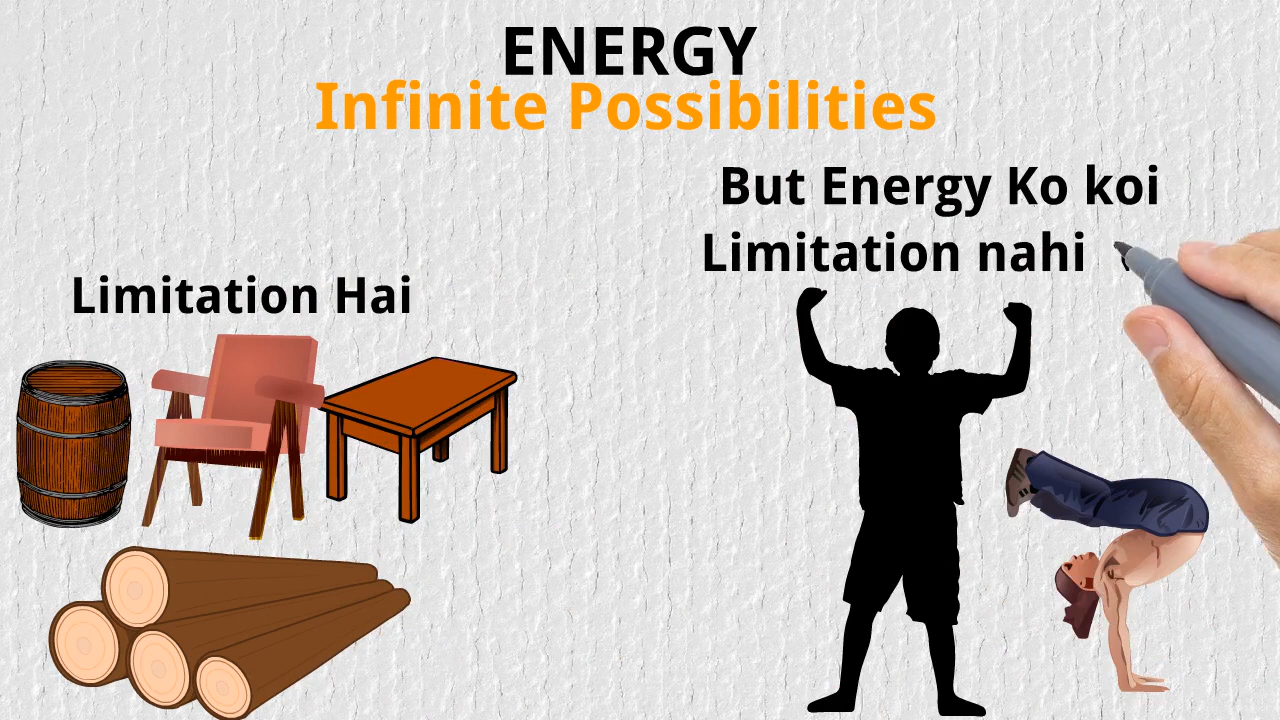 ENERGY
Infinite Possibilities
But Energy Ko koi
Limitation nahi
Limitation Hai